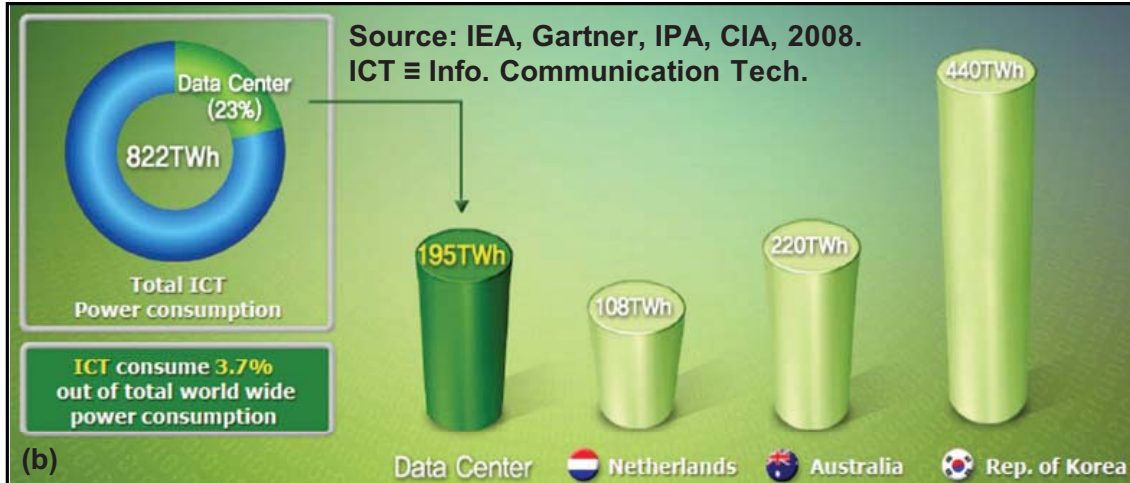 Source: IEA, Gartner, IPA, CIA, 2008.
ICT ≡ Info. Communication Tech.
Data Center
(23%)
822TWh
Total ICT
Power consumption
ICT consume 3.7%
out of total world wide
power consumption
(b)
195TWh
108TWh
220TWh
440TWh
Data Center
Netherlands
Australia
Rep. of Korea